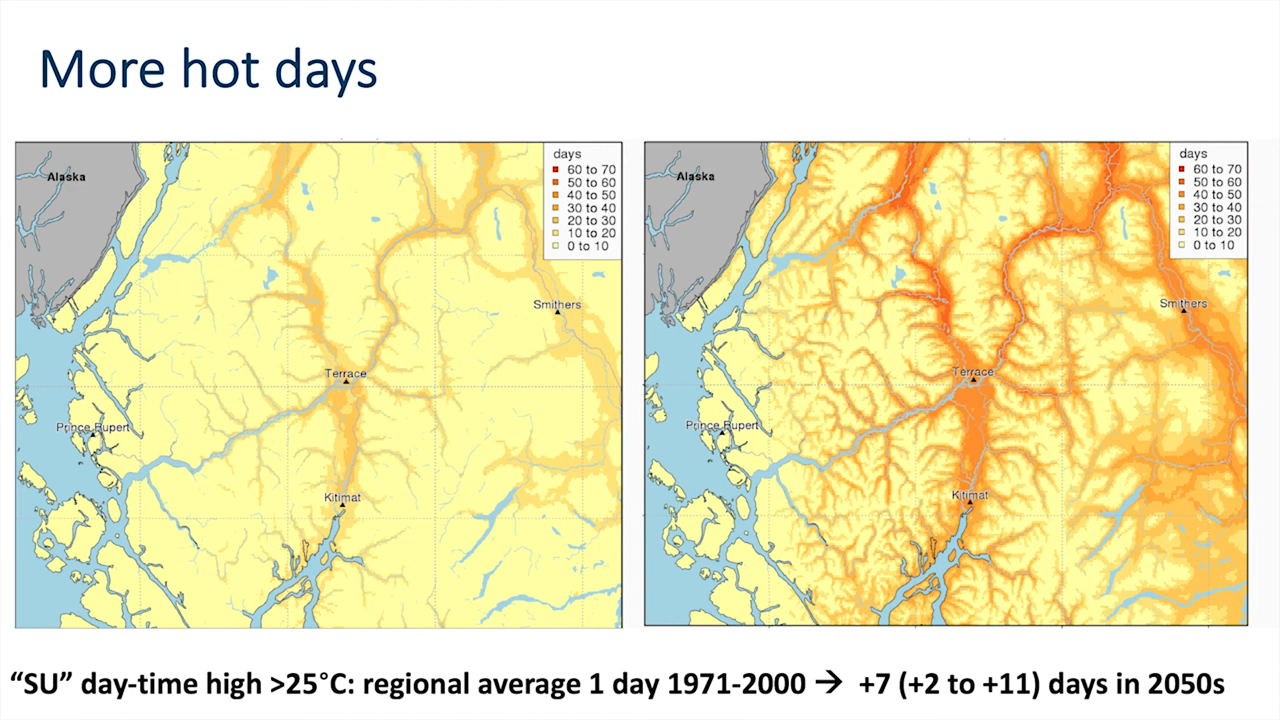 More hot days
Alaska
days
60 to 70
50 to 60
40 to 50
30 to 40
20 to 30
10 to 20
0 to 10
Smithers
Terrace
Prince Rupert
Kitimat
Alaska
days
60 to 70
50 to 60
40 to 50
30 to 40
20 to 30
10 to 20
0 to 10
Smithers
Terrace
Prince Rupert
Kitimat
“SU” day-time high >25°C: regional average 1 day 1971-2000 → +7 (+2 to +11) days in 2050s